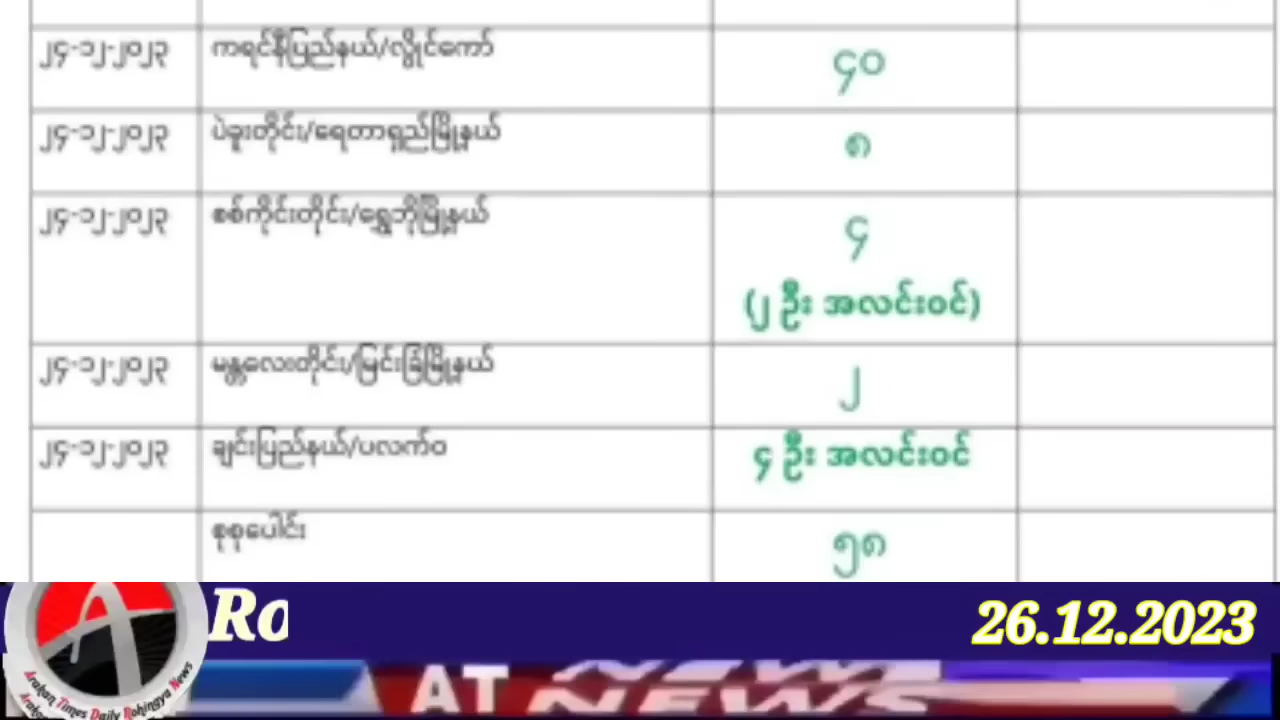 ၂၄-၁၂-၂၀၂၃ ကရင်နီပြည်နယ်/လွိုင်ကော် ၄၀
၂၄-၁၂-၂၀၂၃ ပဲခူးတိုင်း/ရေတာရှည်မြို့နယ် ၈
၂၄-၁၂-၂၀၂၃ စစ်ကိုင်းတိုင်း/ရွှေဘိုမြို့နယ် ၄
(၂ ဦး အလင်းဝင်)
၂၄-၁၂-၂၀၂၃ မန္တလေးတိုင်း/မြင်းခြံမြို့နယ် ၂
၂၄-၁၂-၂၀၂၃ ချင်းပြည်နယ်/ပလက်ဝ ၄ ဦး အလင်းဝင်
စုစုပေါင်း ၅၈
Ro
26.12.2023
AT NEWS
NEWS
Arakan Times Daily Rohingya News